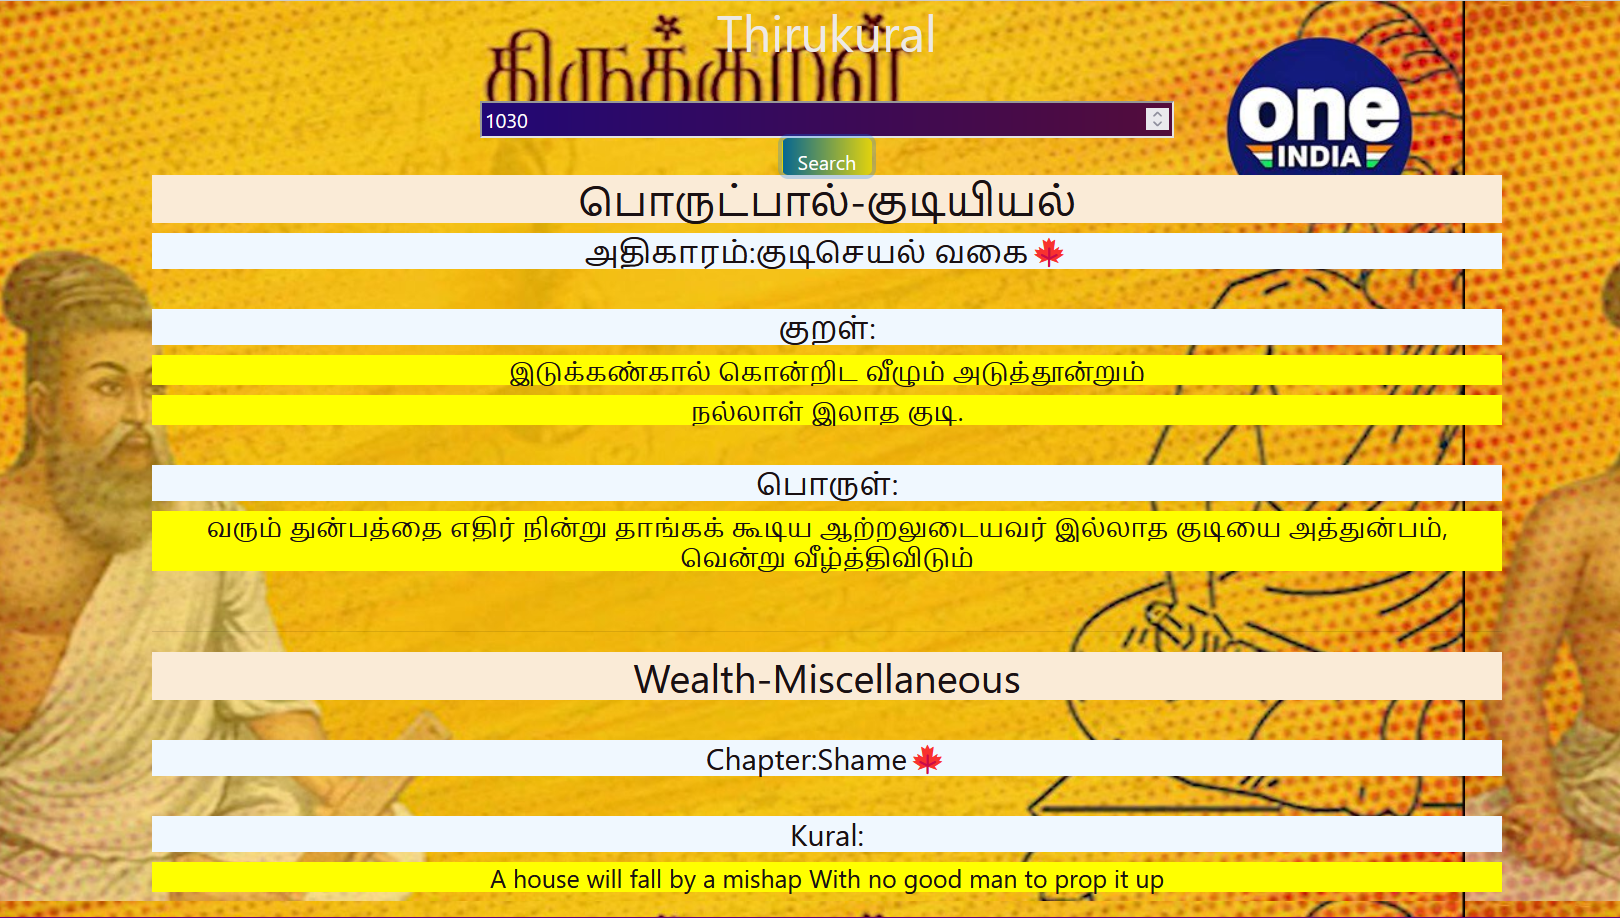 Thirukural
திருக்குறள்
one
INDIA
1030
Search
பொருட்பால்-குடியியல்
அதிகாரம்:குடிசெயல் வகை🍁
குறள்:
இடுக்கண்கால் கொன்றிட வீழும் அடுத்தூன்றும்
நல்லாள் இலாத குடி.
பொருள்:
வரும் துன்பத்தை எதிர் நின்று தாங்கக் கூடிய ஆற்றலுடையவர் இல்லாத குடியை அத்துன்பம்,
வென்று வீழ்த்திவிடும்
Wealth-Miscellaneous
Chapter:Shame🍁
Kural:
A house will fall by a mishap With no good man to prop it up